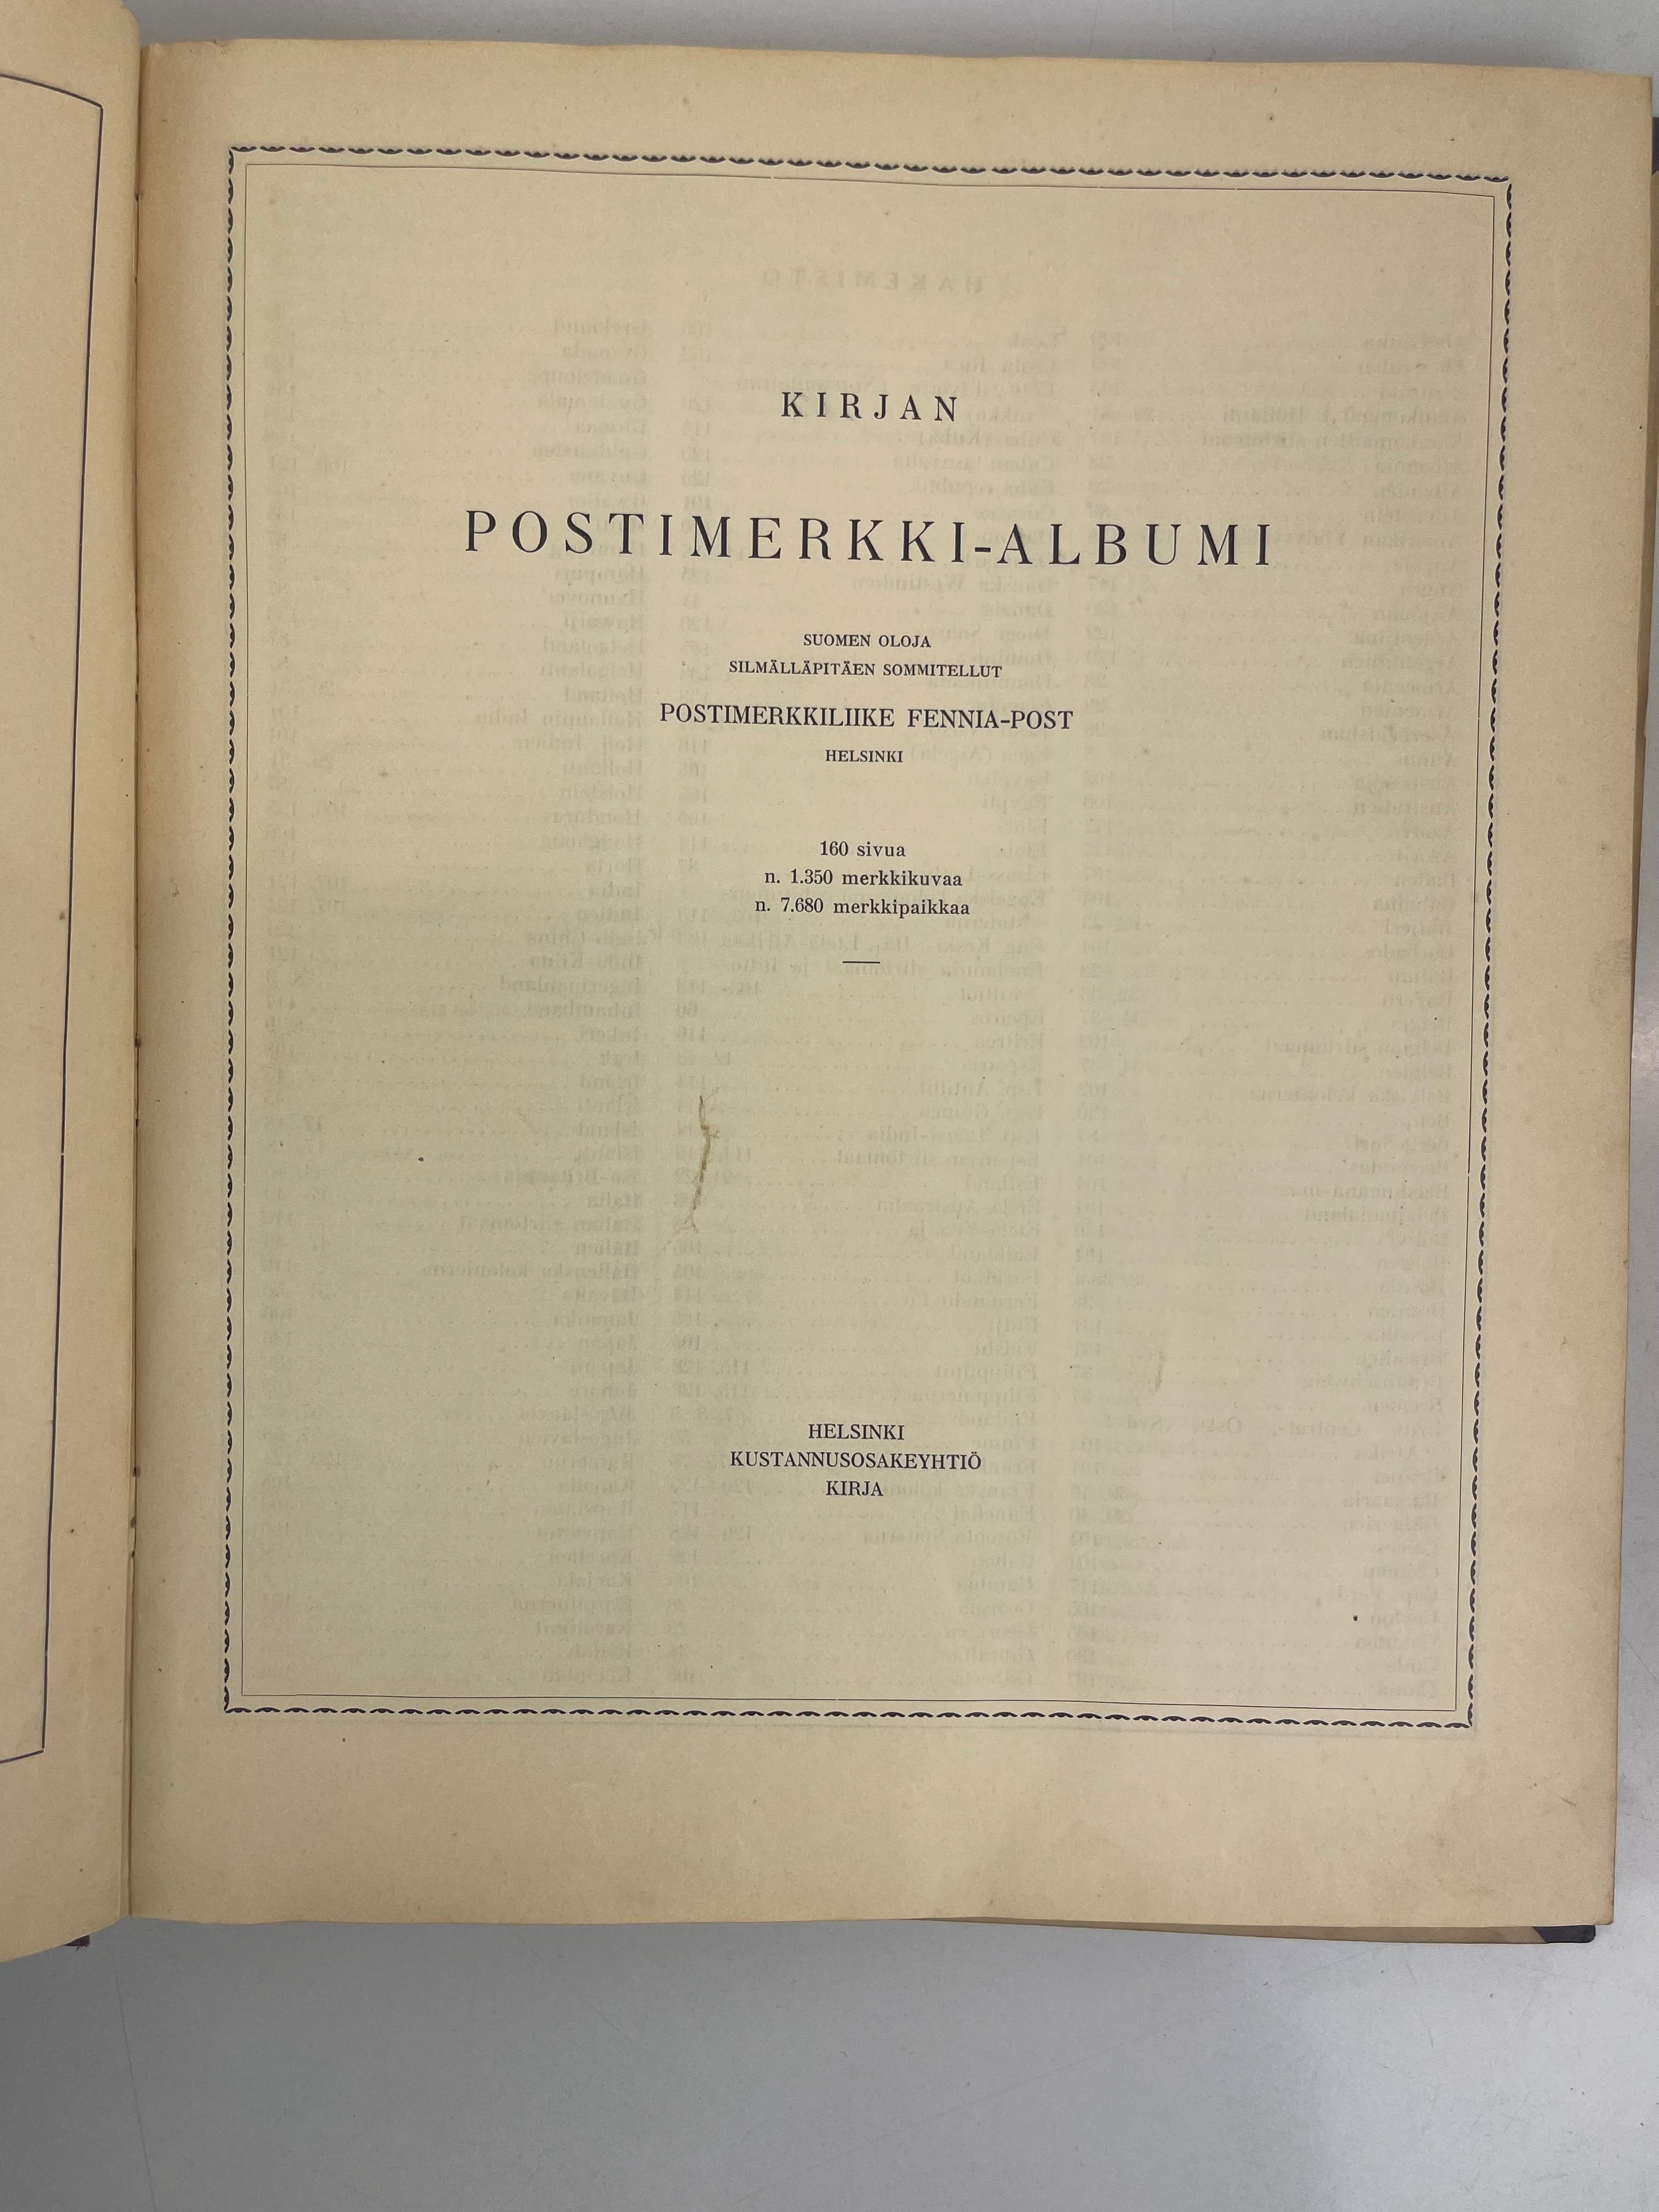 KIRJAN
POSTIMERKKI-ALBUMI
SUOMEN OLOJA
SILMÄLLÄPITÄEN SOMMITELLUT
POSTIMERKKILIIKE FENNIA-POST
HELSINKI
160 sivua
n. 1.350 merkkikuvaa
n. 7.680 merkkipaikkaa
HELSINKI
KUSTANNUSOSAKEYHTIÖ
KIRJA